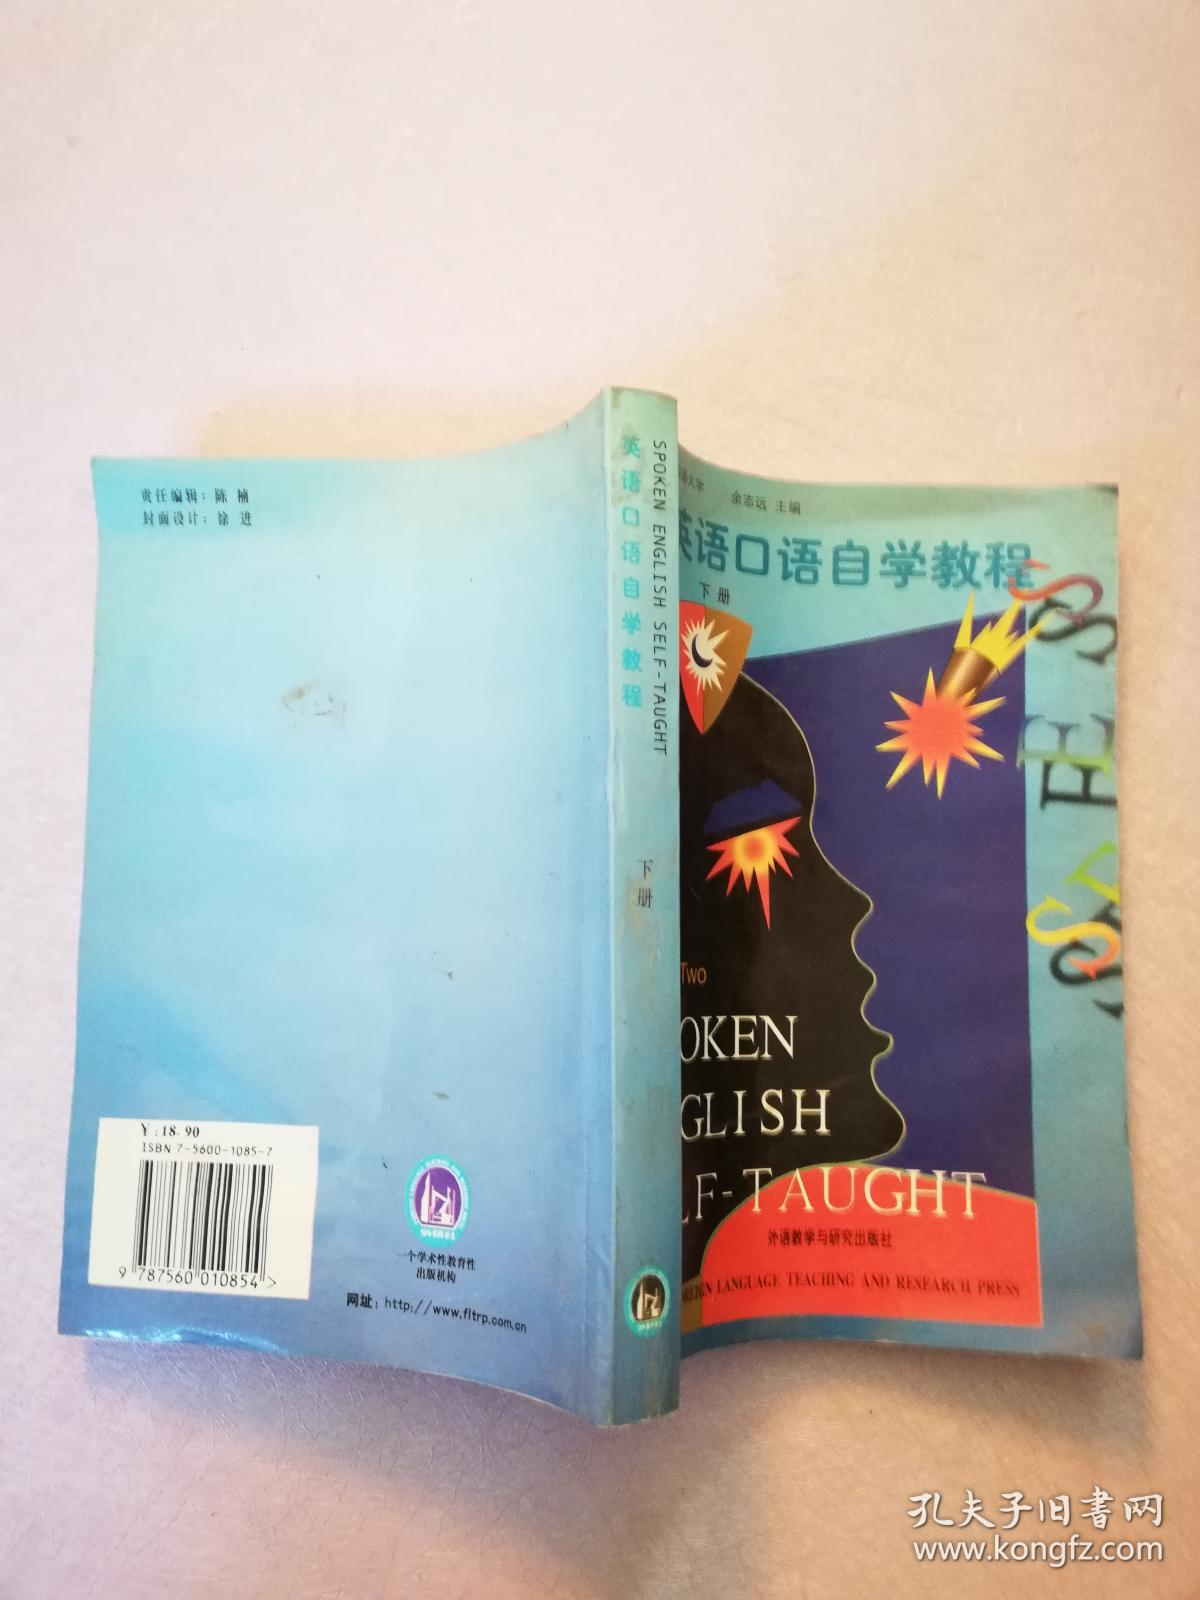 责任编辑：陈 楠
封面设计：徐 进
¥：18.90
ISBN 7-5600-1085-7
9 787560 010854 >
一个学术性教育性
出版机构
网址：http://www.fltrp.com.cn
SPOKEN ENGLISH SELF-TAUGHT
英语口语自学教程
下册
语大学 余志远 主编
英语口语自学教程
下册
SPEES
Two
OKEN
GLISH
LF-TAUGHT
外语教学与研究出版社
REIGN LANGUAGE TEACHING AND RESEARCH PRESS
孔夫子旧书网
www.kongfz.com